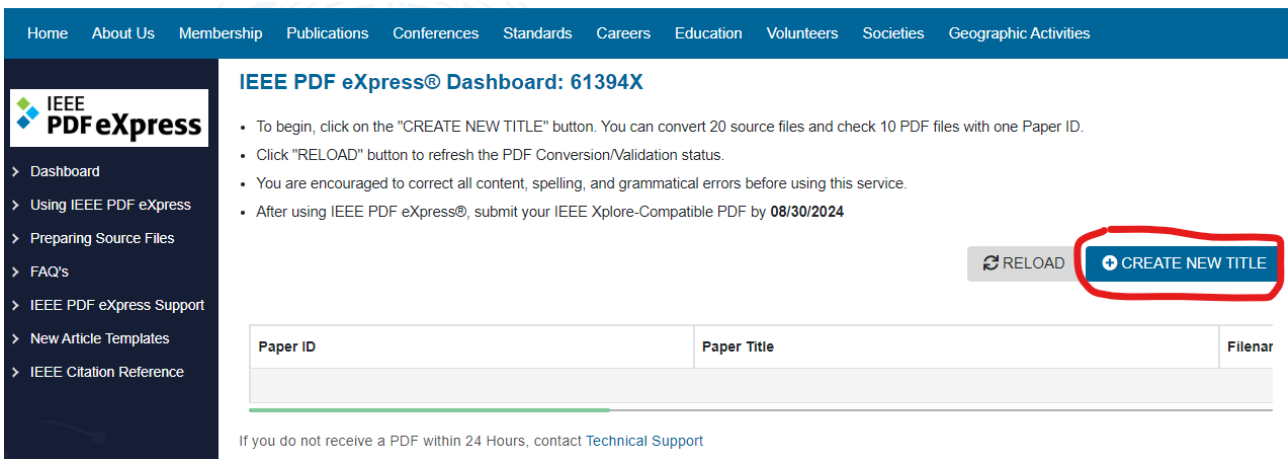 Home About Us Membership Publications Conferences Standards Careers Education Volunteers Societies Geographic Activities
IEEE
PDF eXpress
Dashboard
Using IEEE PDF eXpress
Preparing Source Files
FAQ's
IEEE PDF eXpress Support
New Article Templates
IEEE Citation Reference
IEEE PDF eXpress® Dashboard: 61394X
• To begin, click on the "CREATE NEW TITLE" button. You can convert 20 source files and check 10 PDF files with one Paper ID.
• Click "RELOAD" button to refresh the PDF Conversion/Validation status.
• You are encouraged to correct all content, spelling, and grammatical errors before using this service.
• After using IEEE PDF eXpress®, submit your IEEE Xplore-Compatible PDF by 08/30/2024
RELOAD CREATE NEW TITLE
Paper ID Paper Title Filenar
If you do not receive a PDF within 24 Hours, contact Technical Support